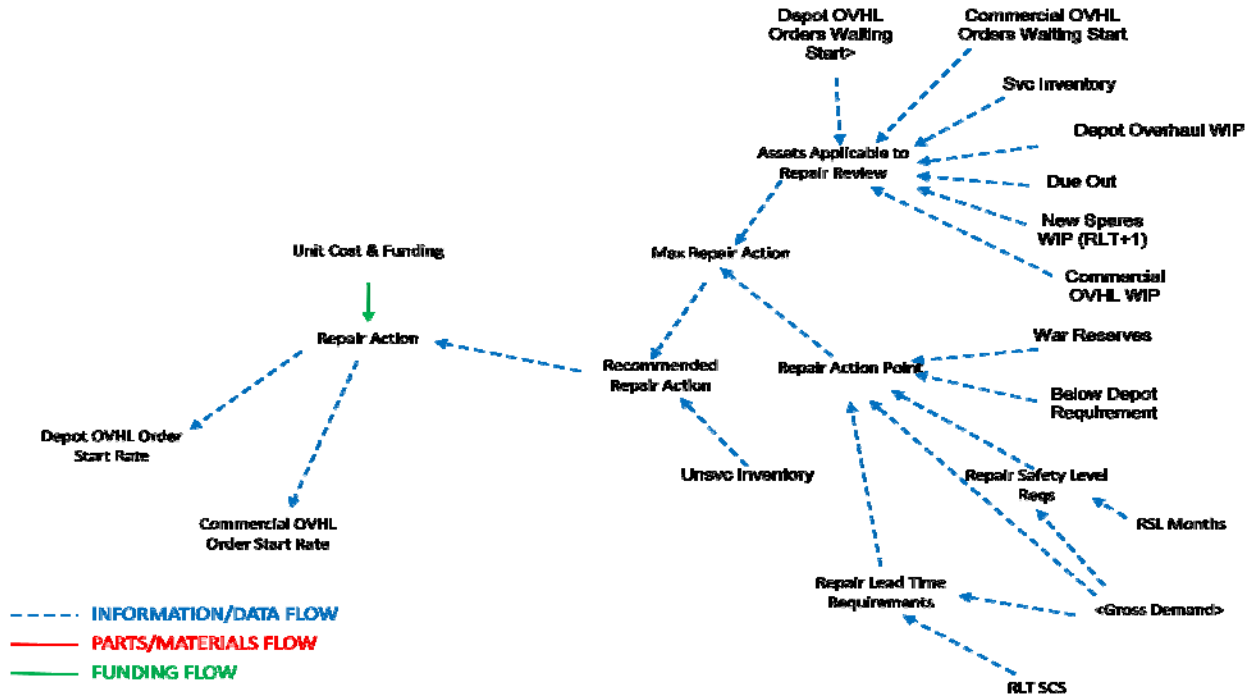 Depot OVHL
Orders Waiting
Start>
Commercial OVHL
Orders Waiting Start
Svc Inventory
Depot Overhaul WIP
Assets Applicable to
Repair Review
Due Out
New Spares
WIP (RLT+1)
Unit Cost & Funding
Max Repair Action
Commercial
OVHL WIP
Repair Action
War Reserves
Recommended
Repair Action
Repair Action Point
Below Depot
Requirement
Depot OVHL Order
Start Rate
Unsvc Inventory
Repair Safety Level
Reqs
RSL Months
Commercial OVHL
Order Start Rate
Repair Lead Time
Requirements
<Gross Demand>
INFORMATION/DATA FLOW
PARTS/MATERIALS FLOW
FUNDING FLOW
RLT SCS